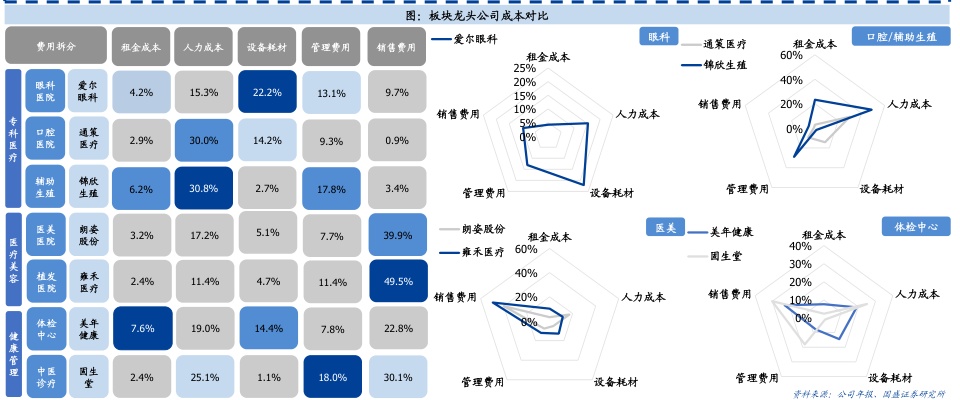 图：板块龙头公司成本对比
费用拆分 租金成本 人力成本 设备耗材 管理费用 销售费用
专科医疗
眼科医院 爱尔眼科 4.2% 15.3% 22.2% 13.1% 9.7%
口腔医院 通策医疗 2.9% 30.0% 14.2% 9.3% 0.9%
辅助生殖 锦欣生殖 6.2% 30.8% 2.7% 17.8% 3.4%
医疗美容
医美医院 朗姿股份 3.2% 17.2% 5.1% 7.7% 39.9%
植发医院 雍禾医疗 2.4% 11.4% 4.7% 11.4% 49.5%
健康管理
体检中心 美年健康 7.6% 19.0% 14.4% 7.8% 22.8%
中医诊疗 固生堂 2.4% 25.1% 1.1% 18.0% 30.1%
爱尔眼科
眼科
租金成本
25%
20%
15%
10%
5%
0%
销售费用
人力成本
管理费用
设备耗材
通策医疗
锦欣生殖
口腔/辅助生殖
租金成本
60%
40%
20%
0%
销售费用
人力成本
管理费用
设备耗材
朗姿股份
雍禾医疗
医美
租金成本
60%
40%
20%
0%
销售费用
人力成本
管理费用
设备耗材
美年健康
固生堂
体检中心
租金成本
40%
30%
20%
10%
0%
销售费用
人力成本
管理费用
设备耗材
资料来源：公司年报、国盛证券研究所